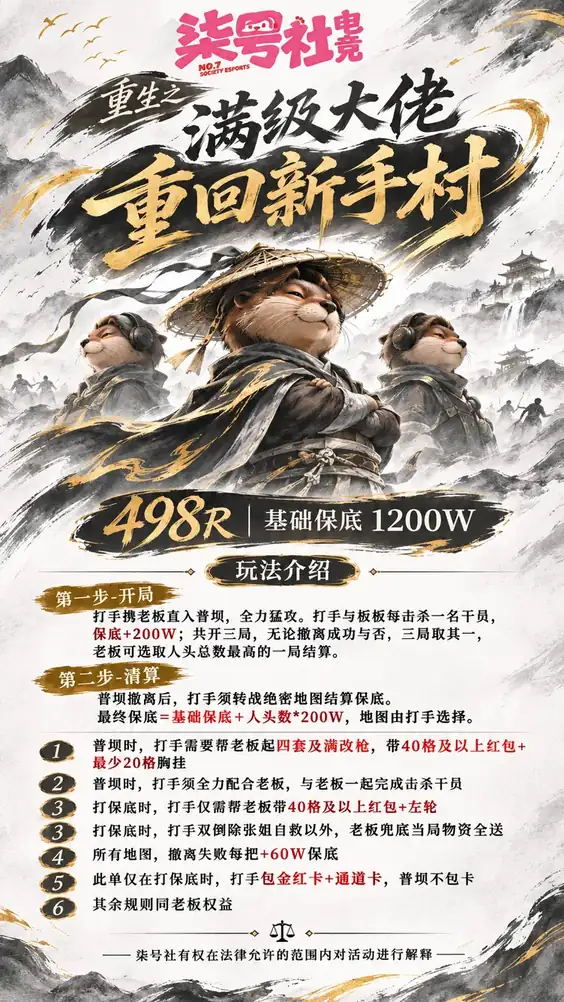 柒号社电竞
NO.7
SOCIETY ESPORTS
重生之
满级大佬
重回新手村
498R | 基础保底 1200W
玩法介绍
第一步-开局
打手携老板直入普坝，全力猛攻。打手与板板每击杀一名干员，
保底+200W；共开三局，无论撤离成功与否，三局取其一，
老板可选取人头总数最高的一局结算。
第二步-清算
普坝撤离后，打手须转战绝密地图结算保底。
最终保底=基础保底+人头数*200W，地图由打手选择。
1 普坝时，打手需要帮老板起四套及满改枪，带40格及以上红包+
最少20格胸挂
2 普坝时，打手须全力配合老板，与老板一起完成击杀干员
3 打保底时，打手仅需帮老板带40格及以上红包+左轮
3 打保底时，打手双倒除张姐自救以外，老板兜底当局物资全送
4 所有地图，撤离失败每把+60W保底
5 此单仅在打保底时，打手包金红卡+通道卡，普坝不包卡
6 其余规则同老板权益
柒号社有权在法律允许的范围内对活动进行解释